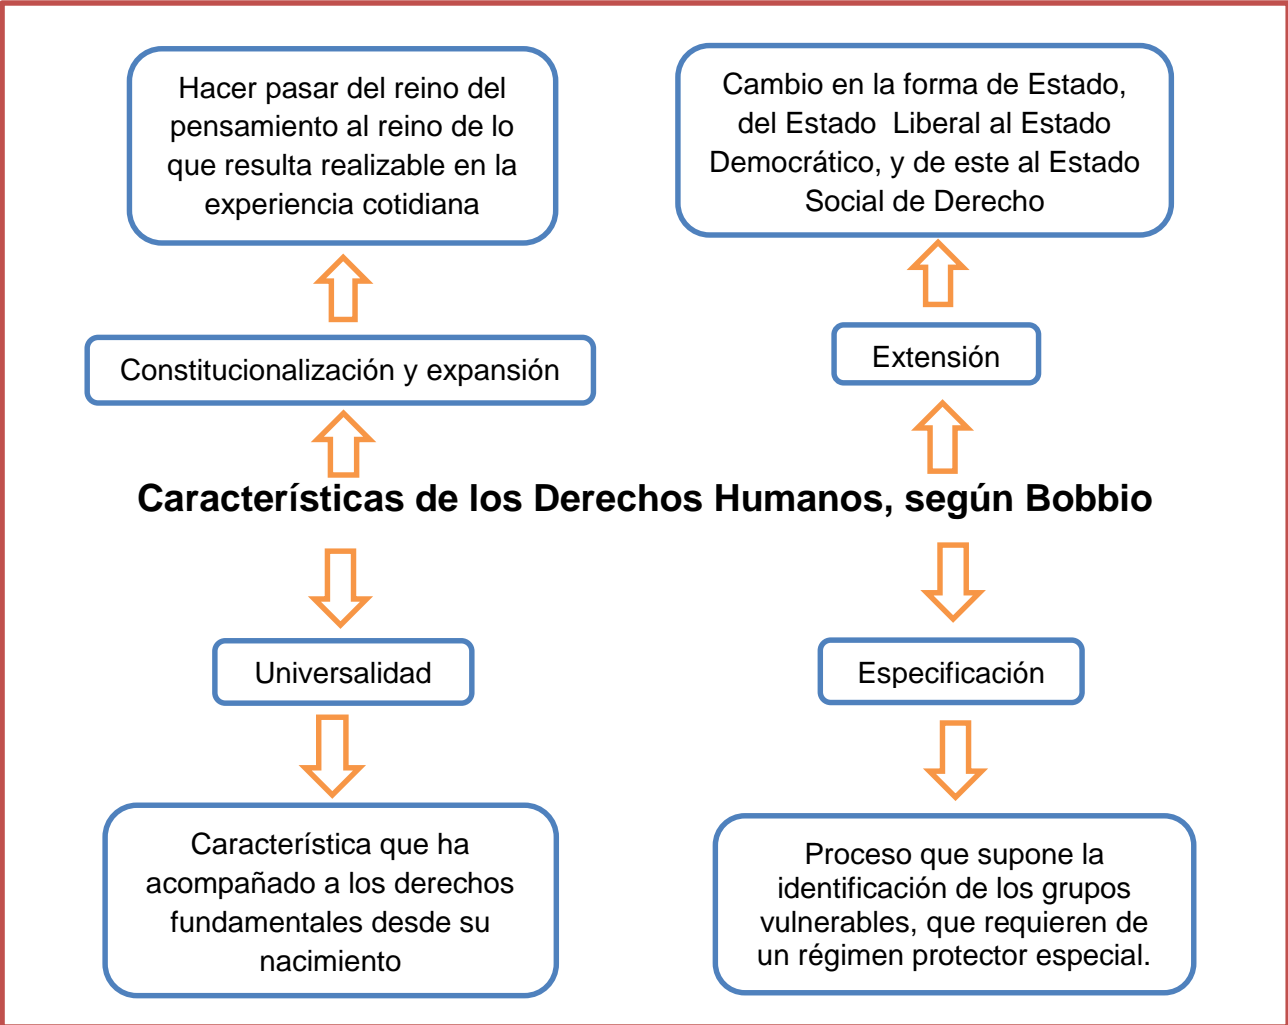 Hacer pasar del reino del
pensamiento al reino de lo
que resulta realizable en la
experiencia cotidiana
Cambio en la forma de Estado,
del Estado  Liberal al Estado
Democrático, y de este al Estado
Social de Derecho
Constitucionalización y expansión
Extensión
Características de los Derechos Humanos, según Bobbio
Universalidad
Especificación
Característica que ha
acompañado a los derechos
fundamentales desde su
nacimiento
Proceso que supone la
identificación de los grupos
vulnerables, que requieren de
un régimen protector especial.